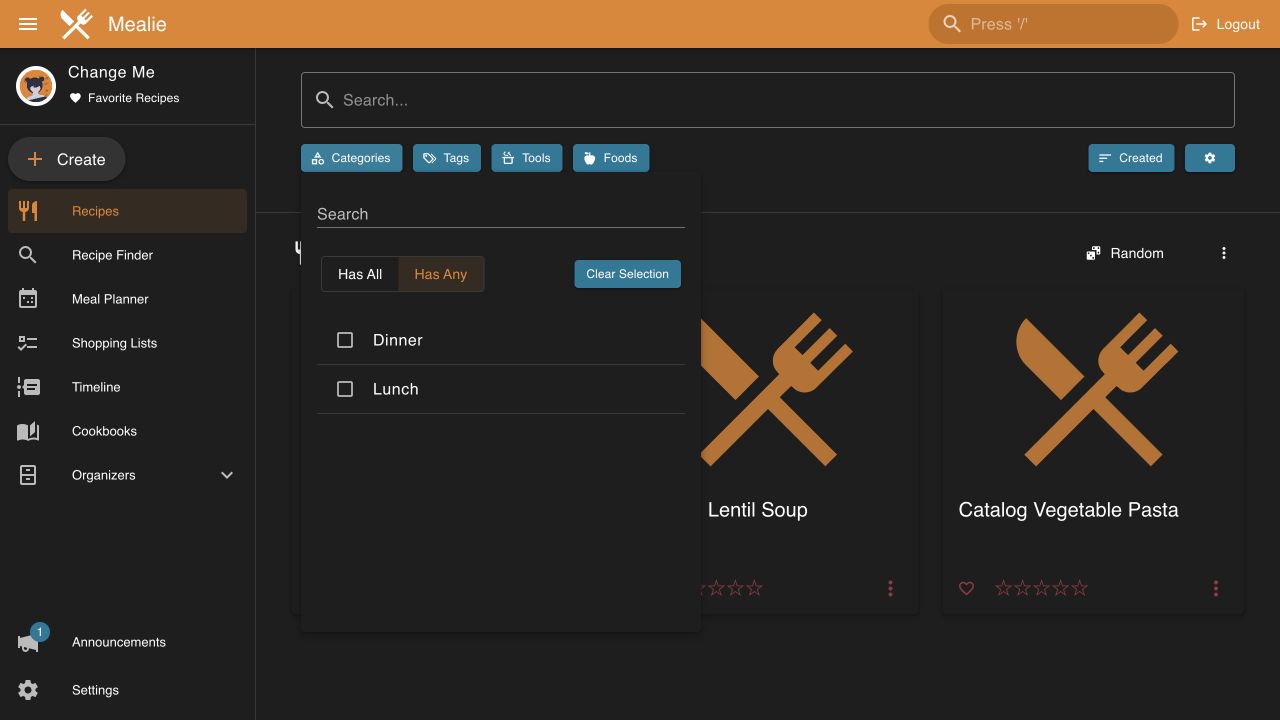 Mealie
Press '/'
Logout
Change Me
Favorite Recipes
Search...
Create
Categories
Tags
Tools
Foods
Created
Recipes
Recipe Finder
Meal Planner
Shopping Lists
Timeline
Cookbooks
Organizers
Search
Has All
Has Any
Clear Selection
Dinner
Lunch
Random
Lentil Soup
Catalog Vegetable Pasta
1
Announcements
Settings